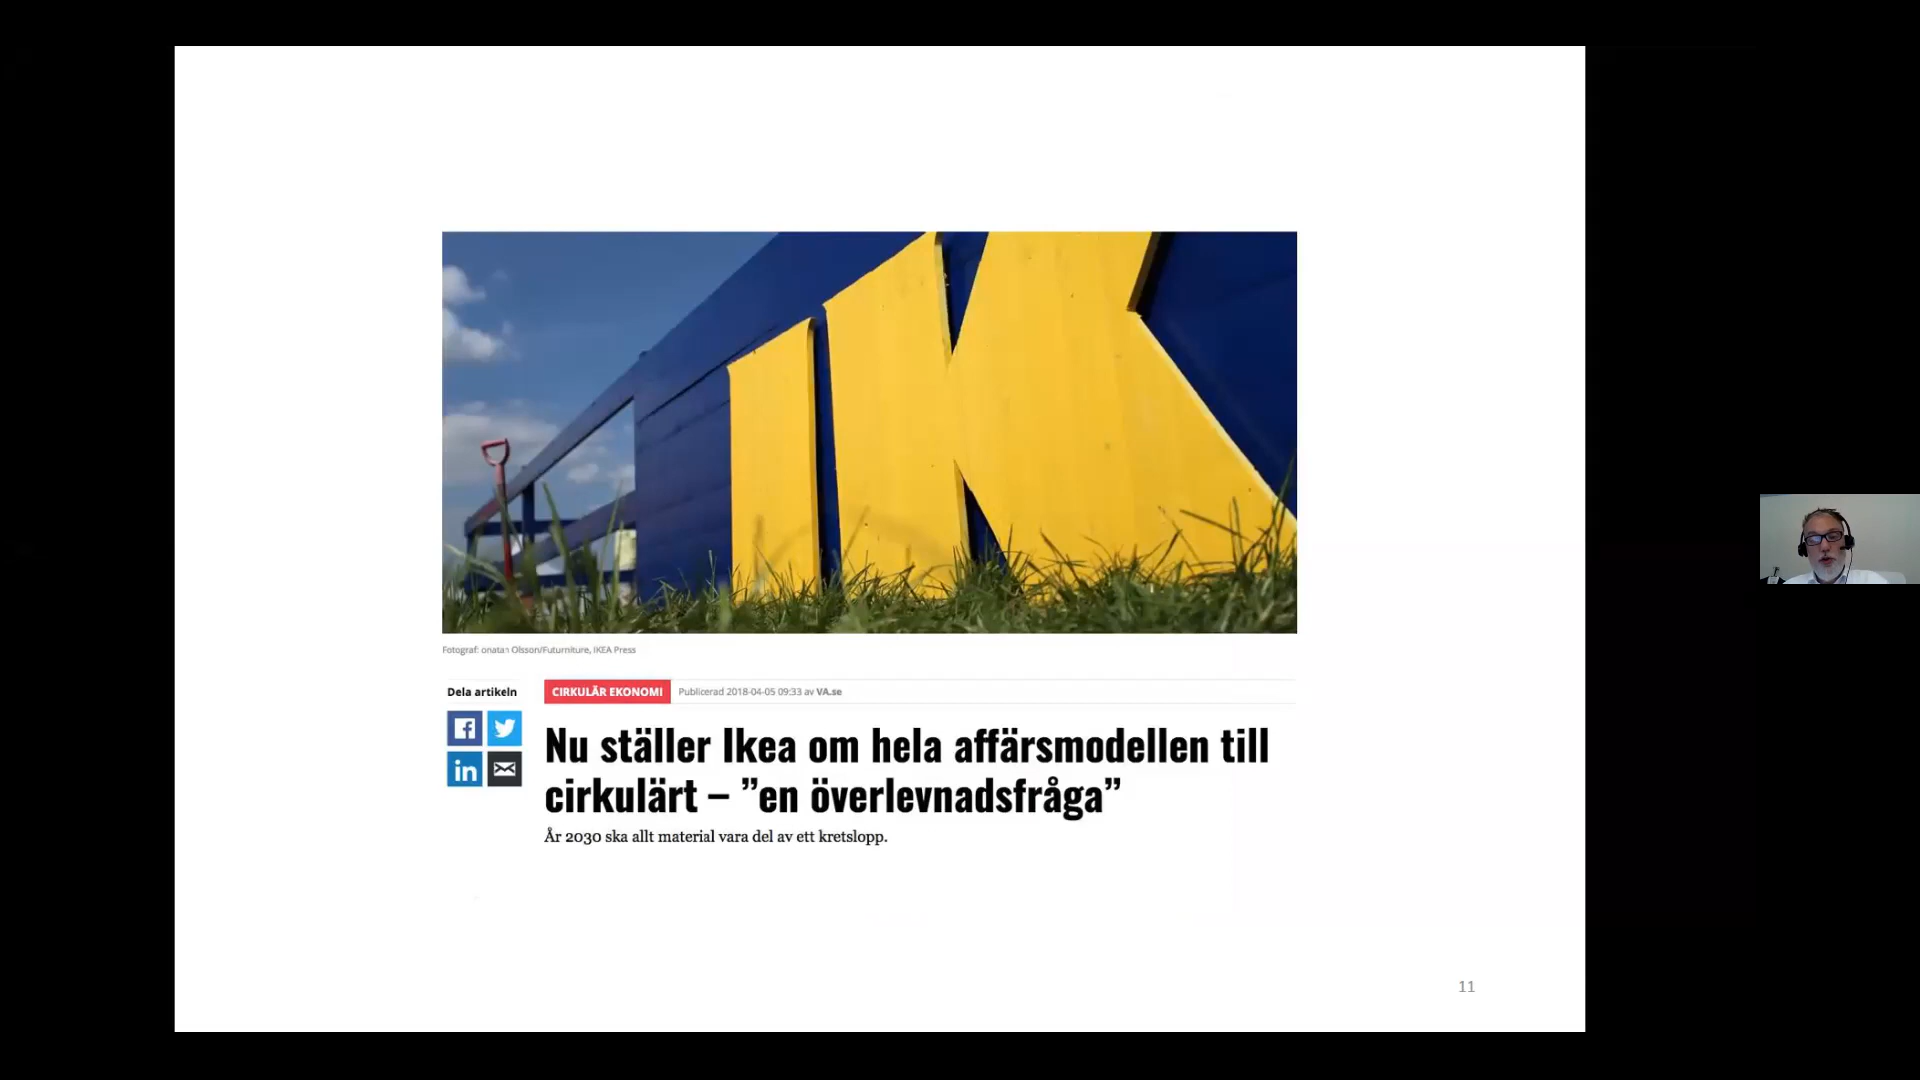 IK
Fotograf: onatan Olsson/Futurniture, IKEA Press
Dela artikeln
CIRKULÄR EKONOMI Publicerad 2018-04-05 09:33 av VA.se
Nu ställer Ikea om hela affärsmodellen till
cirkulärt – ”en överlevnadsfråga”
År 2030 ska allt material vara del av ett kretslopp.
11